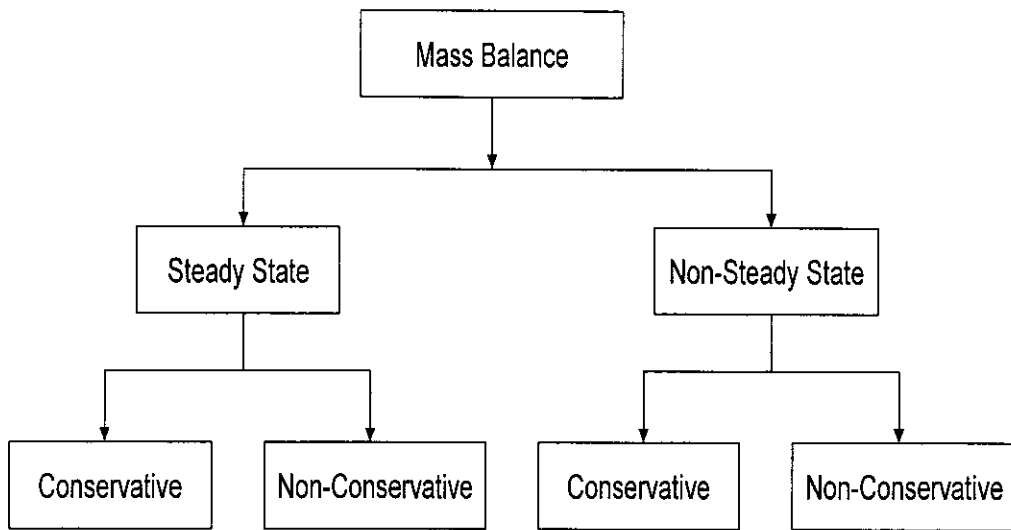 Mass Balance
Steady State
Non-Steady State
Conservative
Non-Conservative
Conservative
Non-Conservative